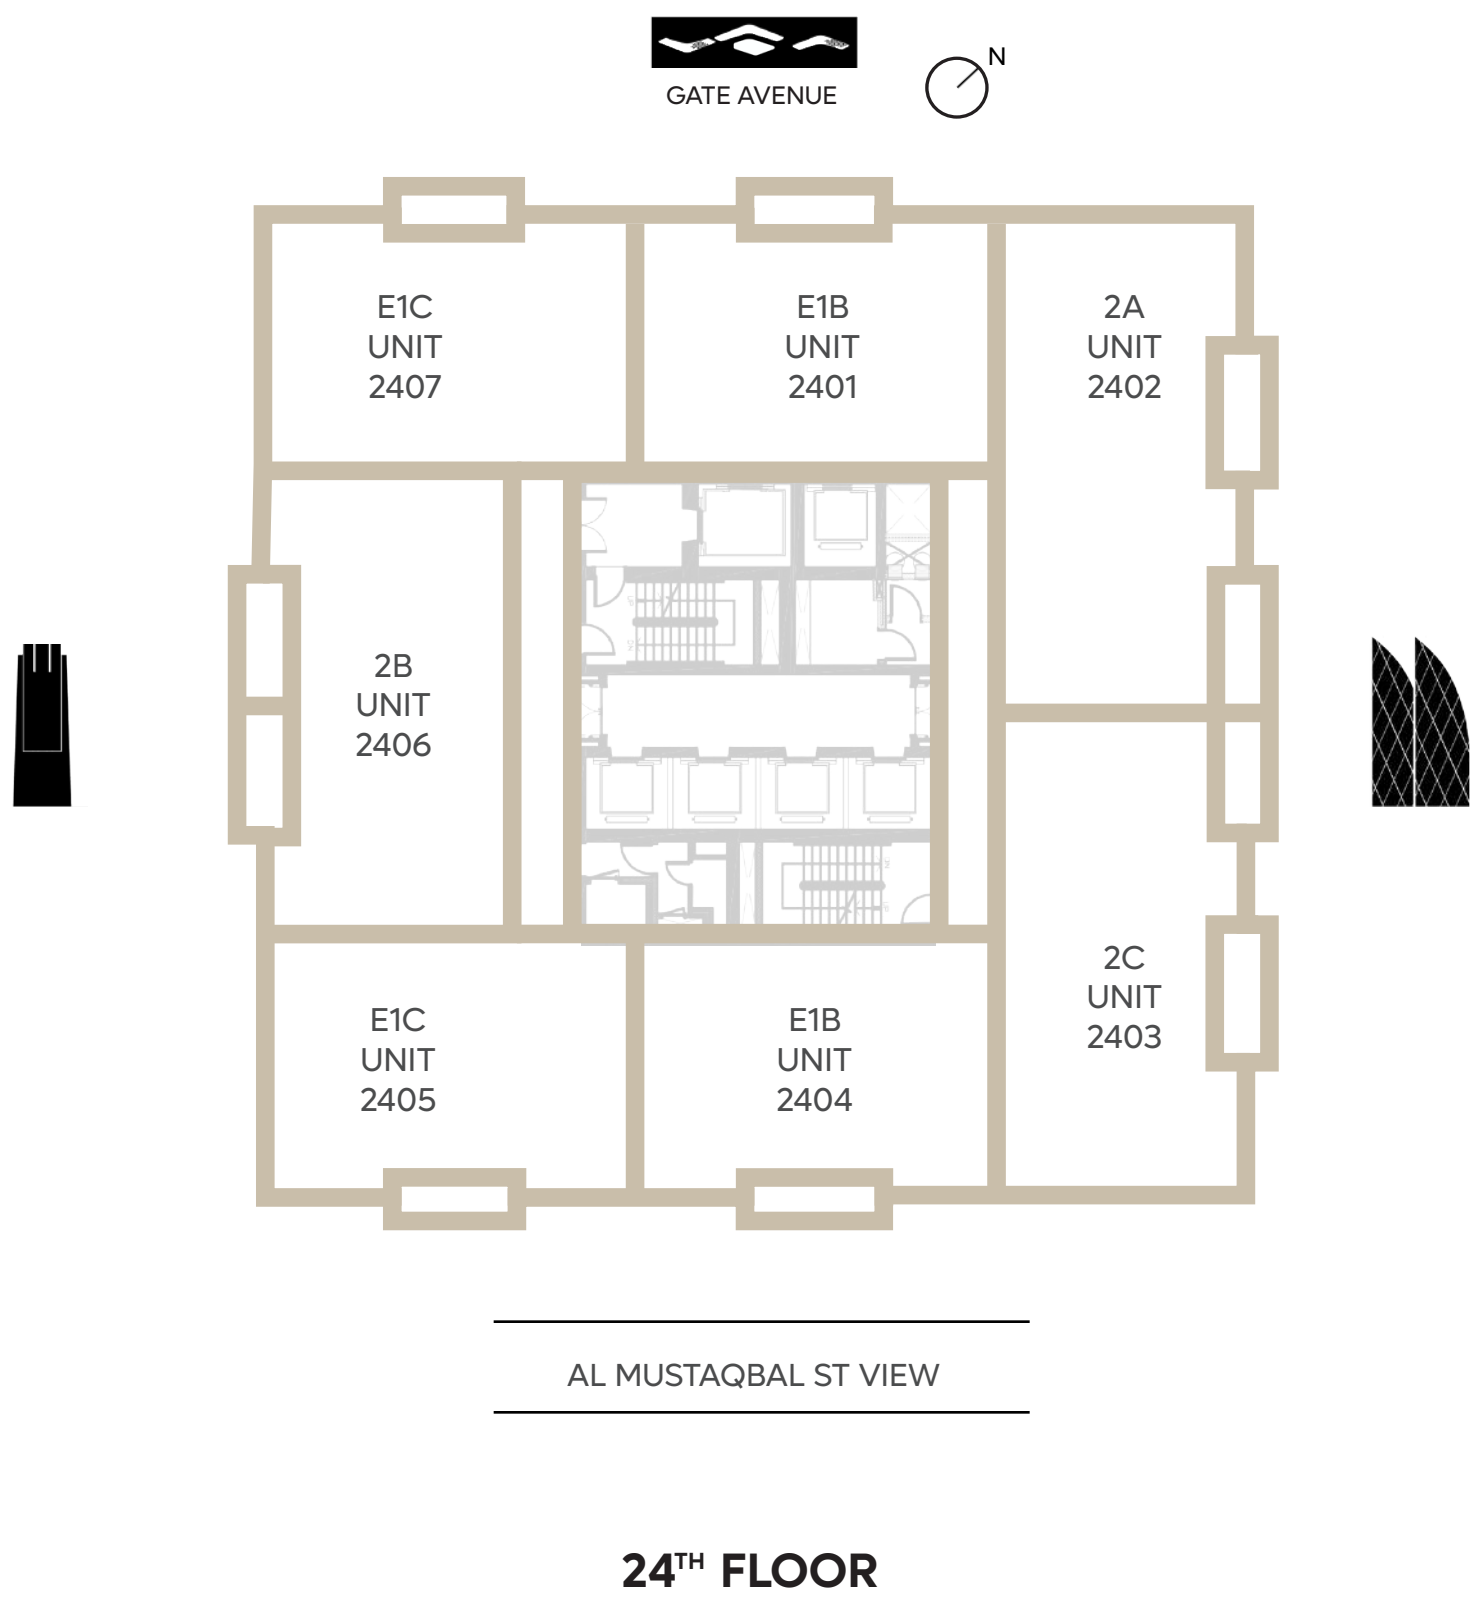 GATE AVENUE
N
E1C
UNIT
2407
E1B
UNIT
2401
2A
UNIT
2402
2B
UNIT
2406
2C
UNIT
2403
E1C
UNIT
2405
E1B
UNIT
2404
AL MUSTAQBAL ST VIEW
24TH FLOOR